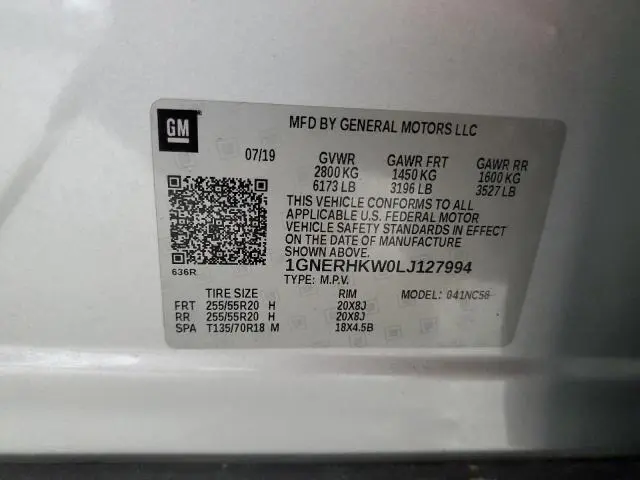 GM
MFD BY GENERAL MOTORS LLC
07/19 GVWR GAWR FRT GAWR RR
2800 KG 1450 KG 1600 KG
6173 LB 3196 LB 3527 LB
THIS VEHICLE CONFORMS TO ALL
APPLICABLE U.S. FEDERAL MOTOR
VEHICLE SAFETY STANDARDS IN EFFECT
ON THE DATE OF MANUFACTURE
SHOWN ABOVE.
636R
1GNERHKW0LJ127994
TYPE: M.P.V.
TIRE SIZE RIM MODEL:
FRT 255/55R20 H 20X8J
RR 255/55R20 H 20X8J
SPA T135/70R18 M 18X4.5B